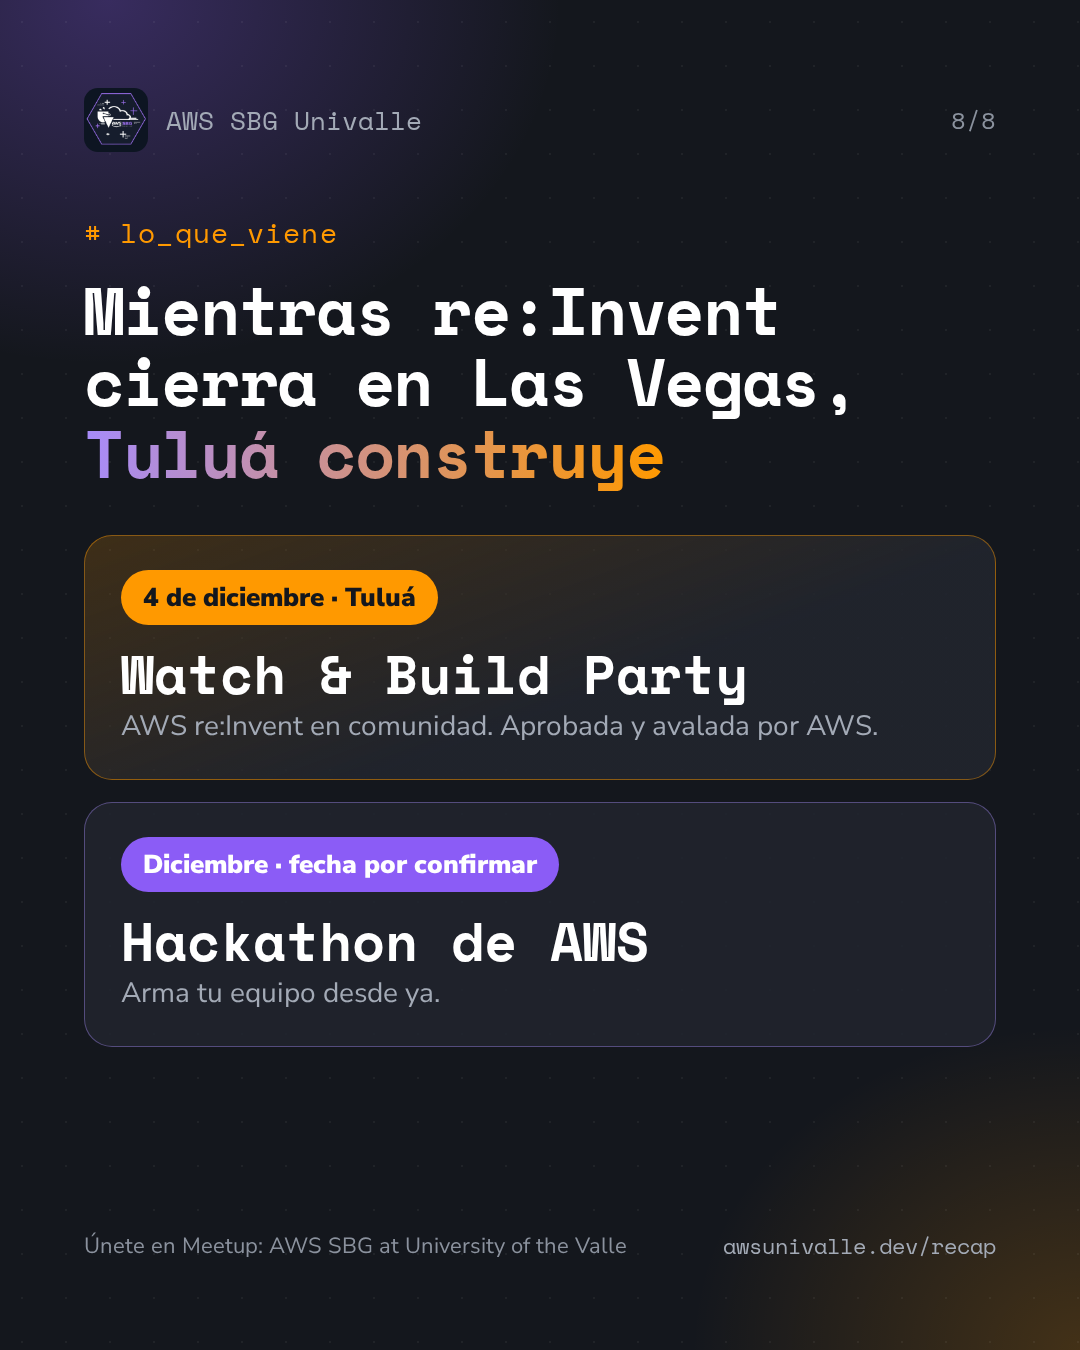 AWS SBG Univalle
8/8
# lo_que_viene
Mientras re:Invent
cierra en Las Vegas,
Tuluá construye
4 de diciembre · Tuluá
Watch & Build Party
AWS re:Invent en comunidad. Aprobada y avalada por AWS.
Diciembre · fecha por confirmar
Hackathon de AWS
Arma tu equipo desde ya.
Únete en Meetup: AWS SBG at University of the Valle
awsunivalle.dev/recap